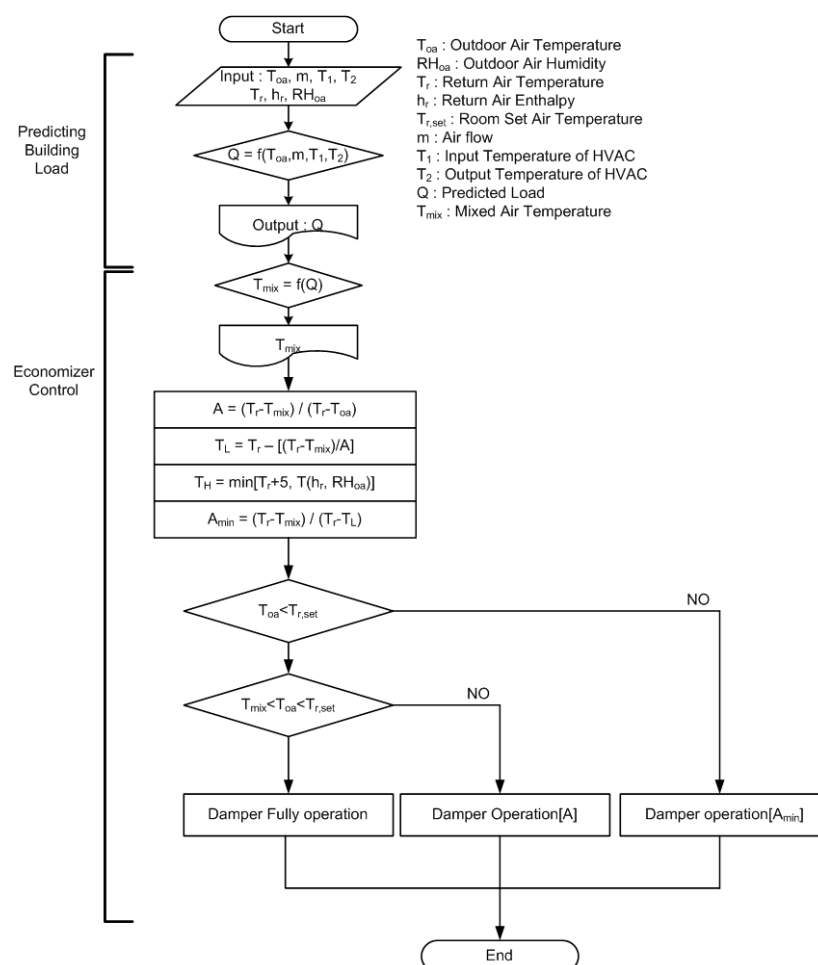 Start
Input : Toa, m, T1, T2
Tr, hr, RHoa
Predicting
Building
Load
Q = f(Toa,m,T1,T2)
Output : Q
Toa : Outdoor Air Temperature
RHoa : Outdoor Air Humidity
Tr : Return Air Temperature
hr : Return Air Enthalpy
Tr,set : Room Set Air Temperature
m : Air flow
T1 : Input Temperature of HVAC
T2 : Output Temperature of HVAC
Q : Predicted Load
Tmix : Mixed Air Temperature
Tmix = f(Q)
Tmix
Economizer
Control
A = (Tr-Tmix) / (Tr-Toa)
TL = Tr – [(Tr-Tmix)/A]
TH = min[Tr+5, T(hr, RHoa)]
Amin = (Tr-Tmix) / (Tr-TL)
Toa<Tr,set
NO
Tmix<Toa<Tr,set
NO
Damper Fully operation
Damper Operation[A]
Damper operation[Amin]
End